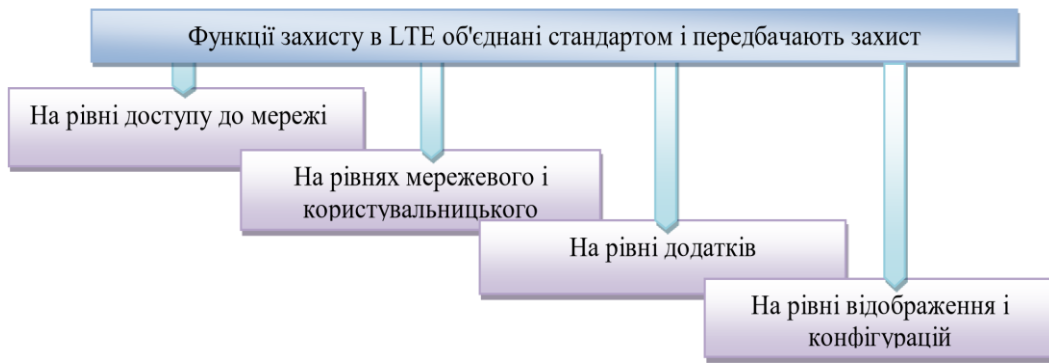 Функції захисту в LTE об'єднані стандартом і передбачають захист
На рівні доступу до мережі
На рівнях мережевого і
користувальницького
На рівні додатків
На рівні відображення і
конфігурацій